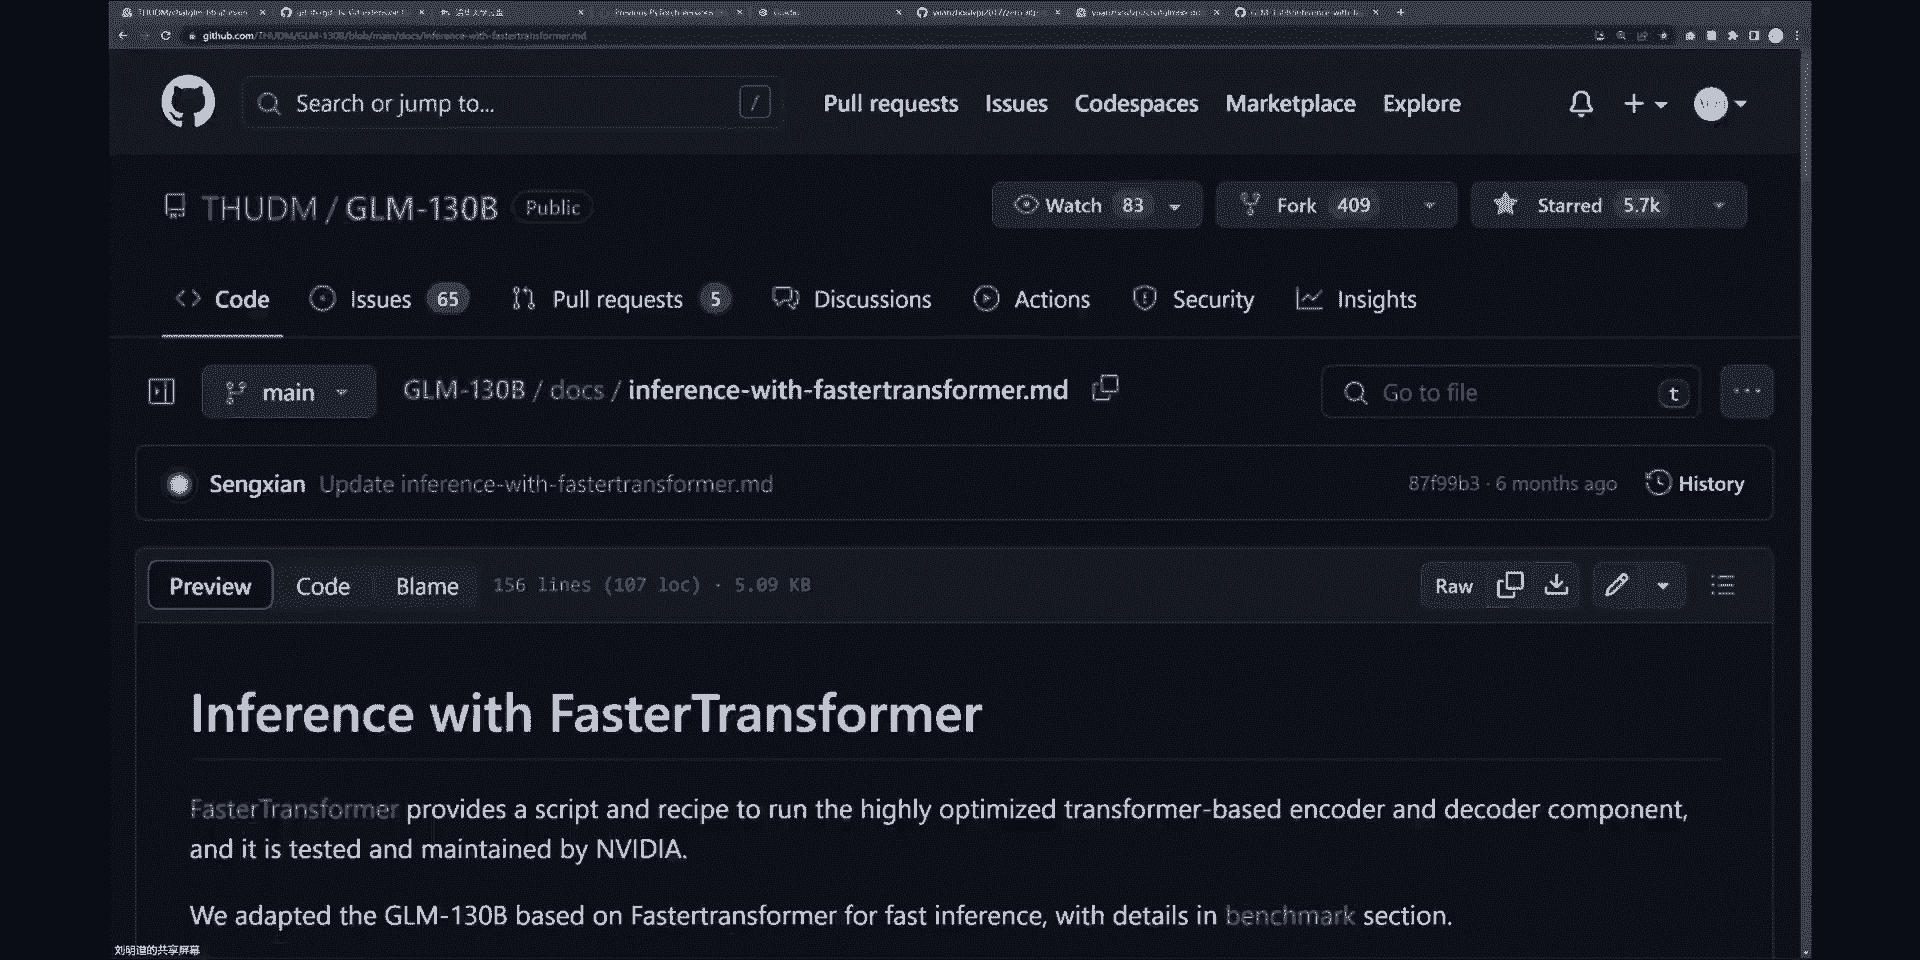 github.com/THUDM/GLM-130B/blob/main/docs/inference-with-fastertransformer.md
Search or jump to... /
Pull requests Issues Codespaces Marketplace Explore
THUDM / GLM-130B Public
Watch 83 Fork 409 Starred 5.7k
Code Issues 65 Pull requests 5 Discussions Actions Security Insights
main GLM-130B / docs / inference-with-fastertransformer.md Go to file t
Sengxian Update inference-with-fastertransformer.md 87f99b3 · 6 months ago History
Preview Code Blame 156 lines (107 loc) · 5.09 KB Raw
Inference with FasterTransformer
FasterTransformer provides a script and recipe to run the highly optimized transformer-based encoder and decoder component,
and it is tested and maintained by NVIDIA.
We adapted the GLM-130B based on Fastertransformer for fast inference, with details in benchmark section.
的共享屏幕